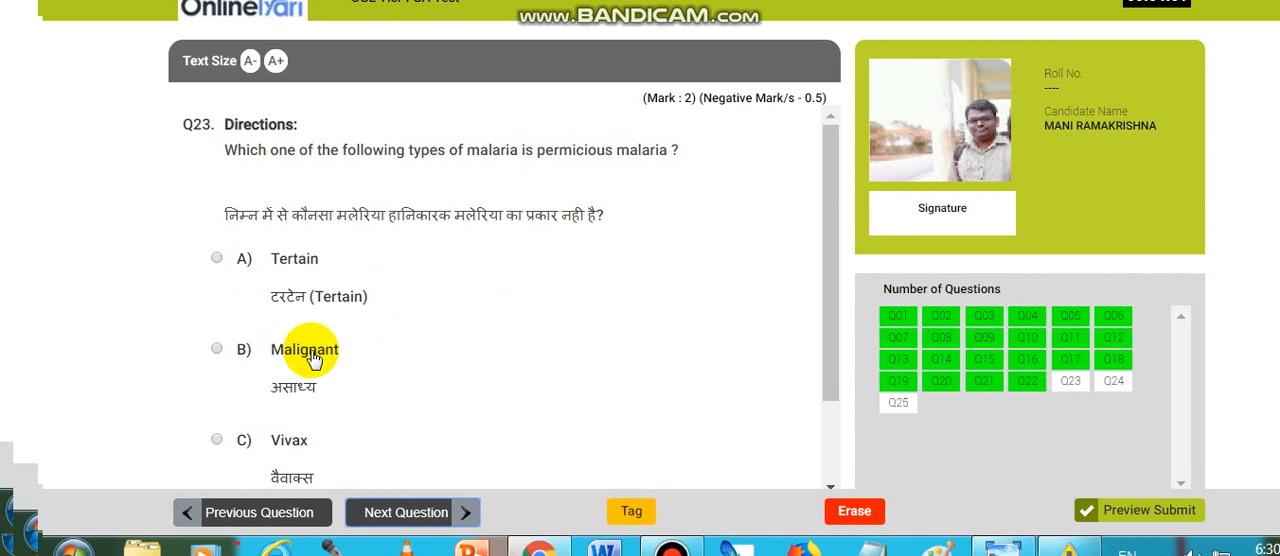 OnlineTyari
www.BANDICAM.com
Text Size A- A+
(Mark : 2) (Negative Mark/s - 0.5)
Q23. Directions:
Which one of the following types of malaria is permicious malaria ?
निम्न में से कौनसा मलेरिया हानिकारक मलेरिया का प्रकार नही है?
A) Tertain
टरटेन (Tertain)
B) Malignant
असाध्य
C) Vivax
वैवाक्स
Previous Question
Next Question
Tag
Erase
Preview Submit
Roll No.
----
Candidate Name
MANI RAMAKRISHNA
Signature
Number of Questions
Q01 Q02 Q03 Q04 Q05 Q06
Q07 Q08 Q09 Q10 Q11 Q12
Q13 Q14 Q15 Q16 Q17 Q18
Q19 Q20 Q21 Q22 Q23 Q24
Q25
EN
6:30